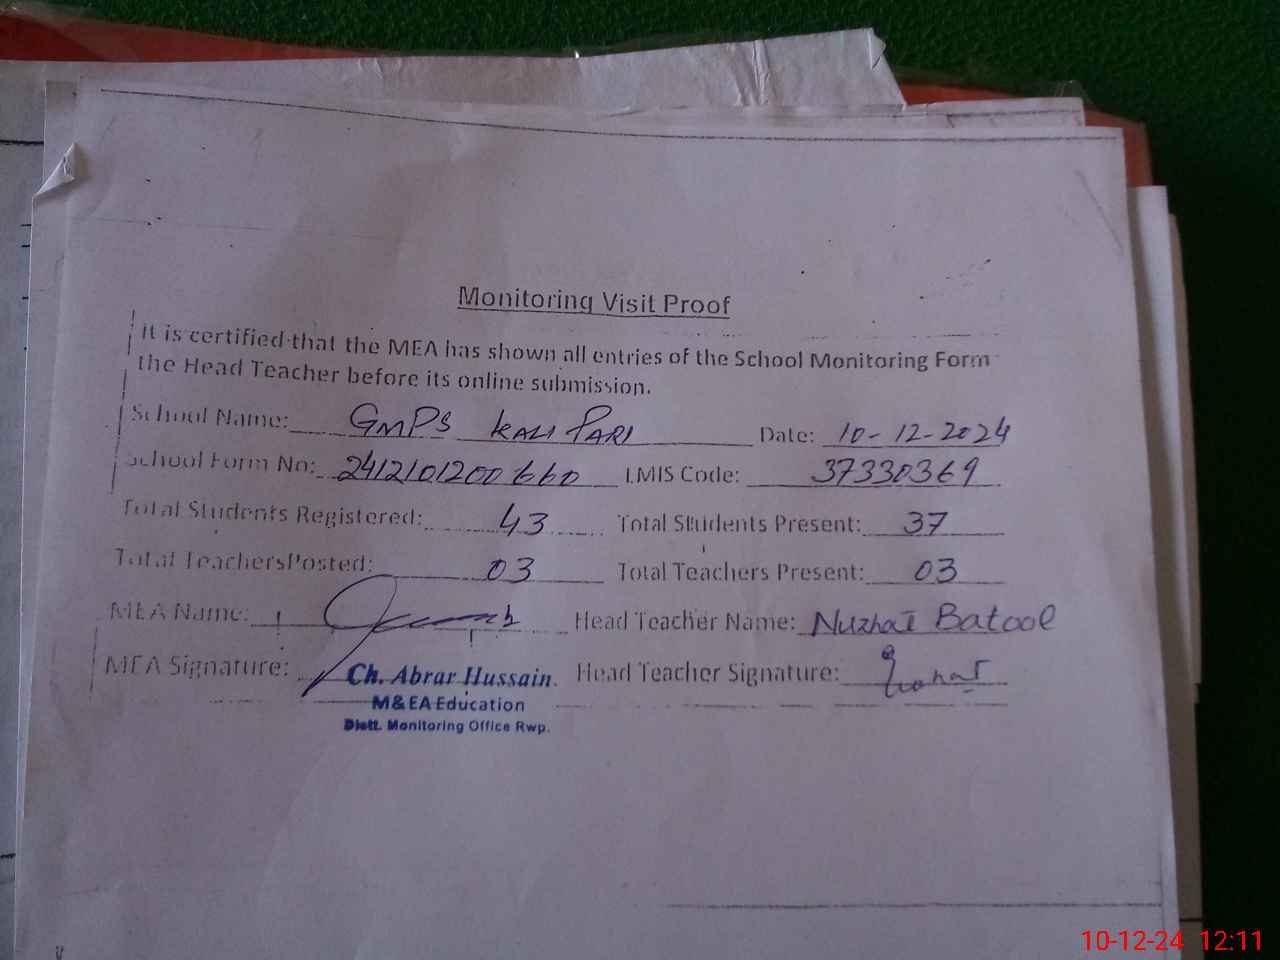 Monitoring Visit Proof
It is certified that the MEA has shown all entries of the School Monitoring Form
the Head Teacher before its online submission.
School Name: GMPS KALI PARI Date: 10-12-2024
School Form No: 2412101200660 LMIS Code: 37330369
Total Students Registered: 43 Total Students Present: 37
Total TeachersPosted: 03 Total Teachers Present: 03
MEA Name: Head Teacher Name: Nuzhat Batool
MEA Signature: Head Teacher Signature: Nuzhat
Ch. Abrar Hussain.
M&EA Education
Distt. Monitoring Office Rwp.
10-12-24 12:11